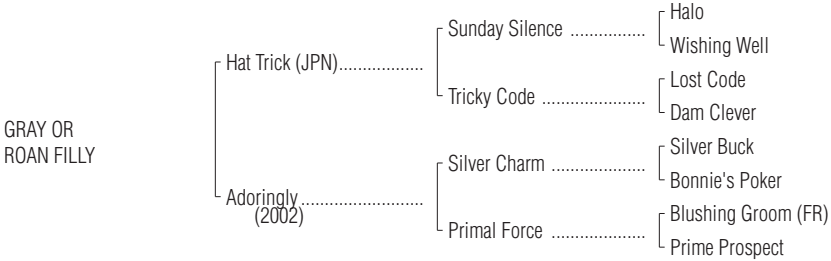 Halo
Sunday Silence ................
Wishing Well
Hat Trick (JPN)..................
Lost Code
Tricky Code ......................
Dam Clever
GRAY OR
ROAN FILLY
Silver Buck
Silver Charm ....................
Bonnie's Poker
Adoringly..........................
(2002)
Blushing Groom (FR)
Primal Force ....................
Prime Prospect